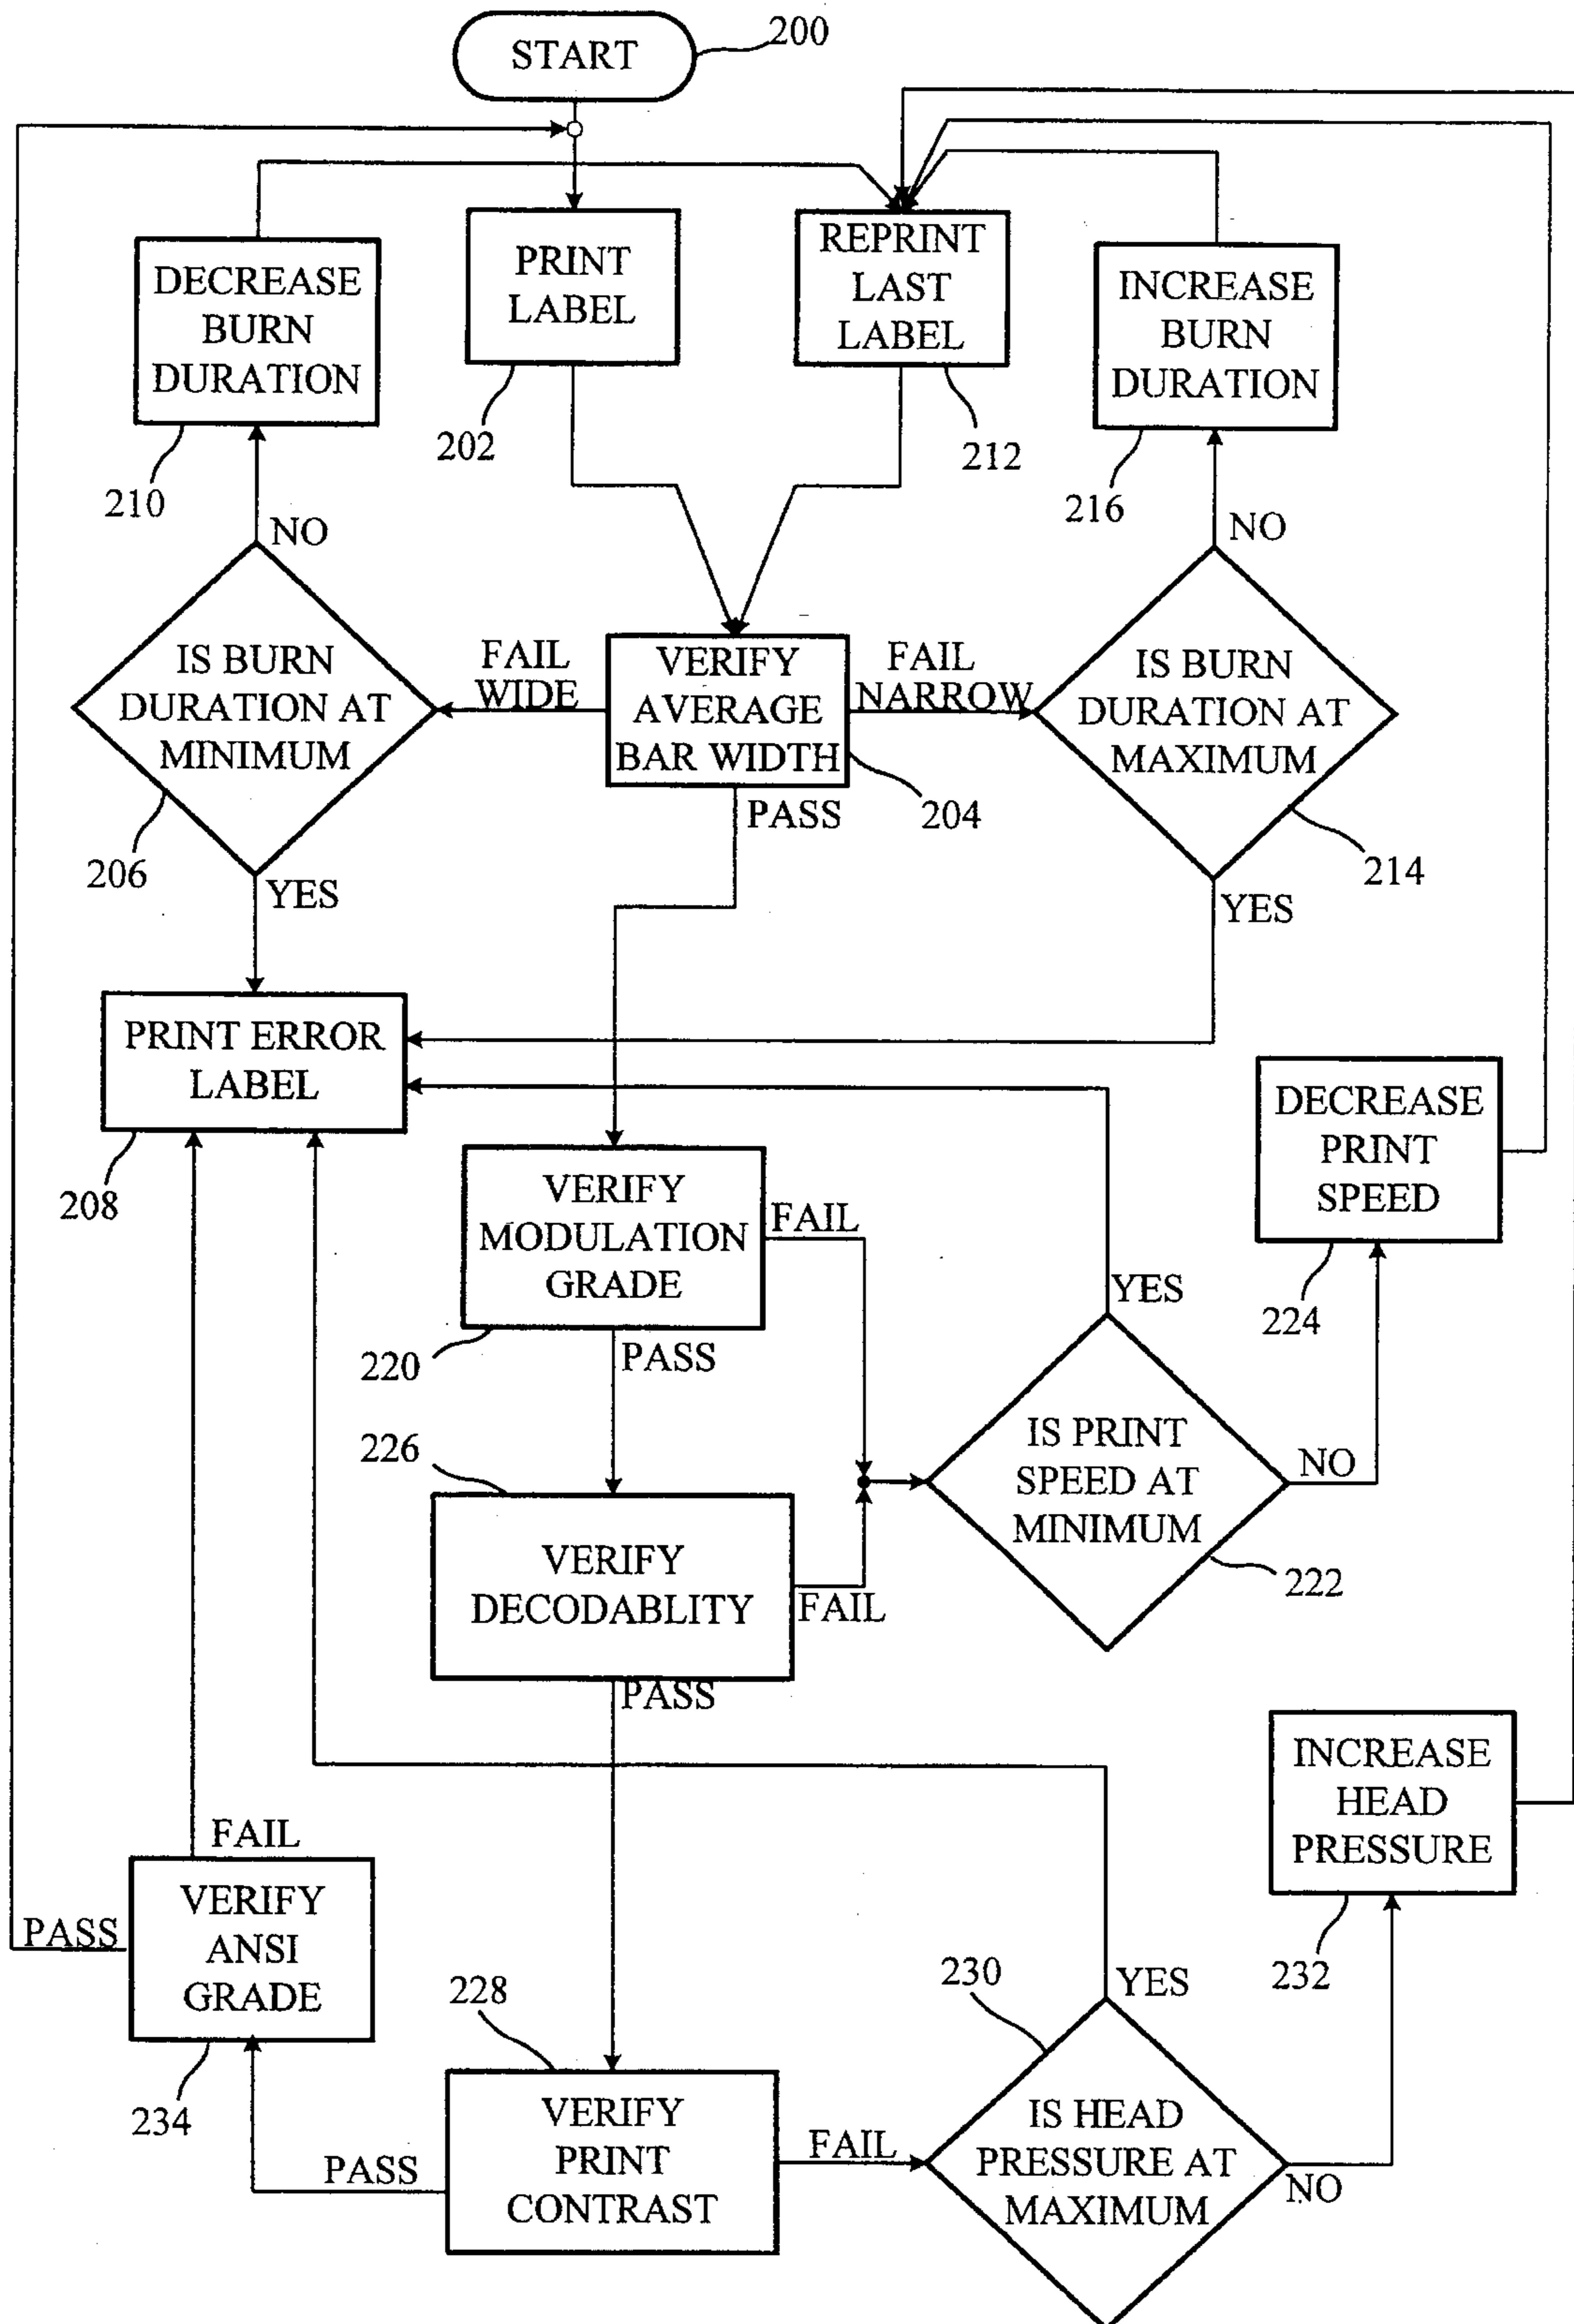 START
200
PRINT
LABEL
202
REPRINT
LAST
LABEL
212
DECREASE
BURN
DURATION
210
INCREASE
BURN
DURATION
216
NO
NO
IS BURN
DURATION AT
MINIMUM
206
FAIL
WIDE
VERIFY
AVERAGE
BAR WIDTH
204
FAIL
NARROW
IS BURN
DURATION AT
MAXIMUM
214
PASS
YES
YES
PRINT ERROR
LABEL
208
DECREASE
PRINT
SPEED
224
VERIFY
MODULATION
GRADE
220
FAIL
PASS
YES
IS PRINT
SPEED AT
MINIMUM
222
NO
226
VERIFY
DECODABLITY
FAIL
PASS
INCREASE
HEAD
PRESSURE
232
FAIL
VERIFY
ANSI
GRADE
234
PASS
228
VERIFY
PRINT
CONTRAST
PASS
FAIL
230
YES
IS HEAD
PRESSURE AT
MAXIMUM
NO